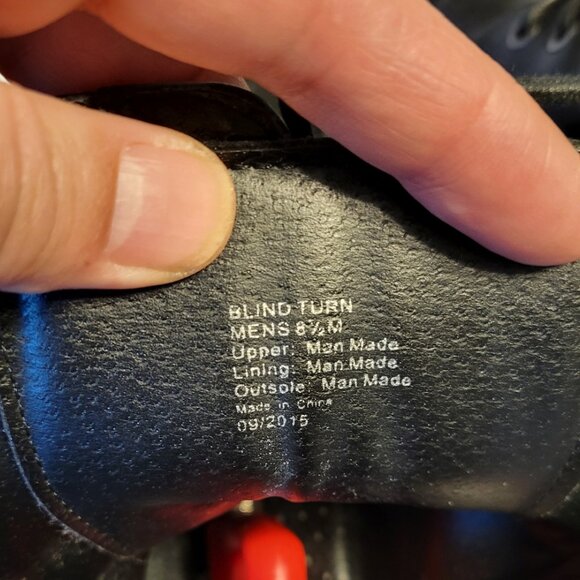 BLIND TURN
MENS 8½M
Upper: Man Made
Lining: Man Made
Outsole: Man Made
Made in China
09/2015